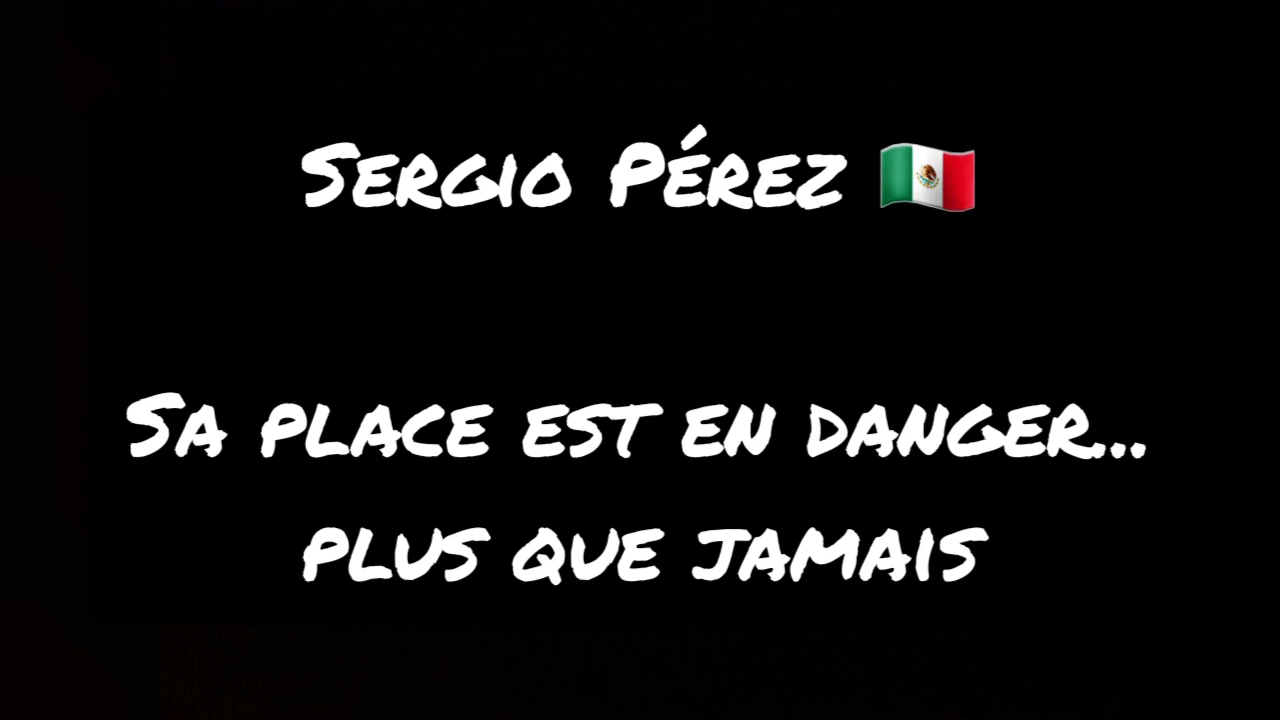 Sergio Pérez 🇲🇽
Sa place est en danger...
plus que jamais